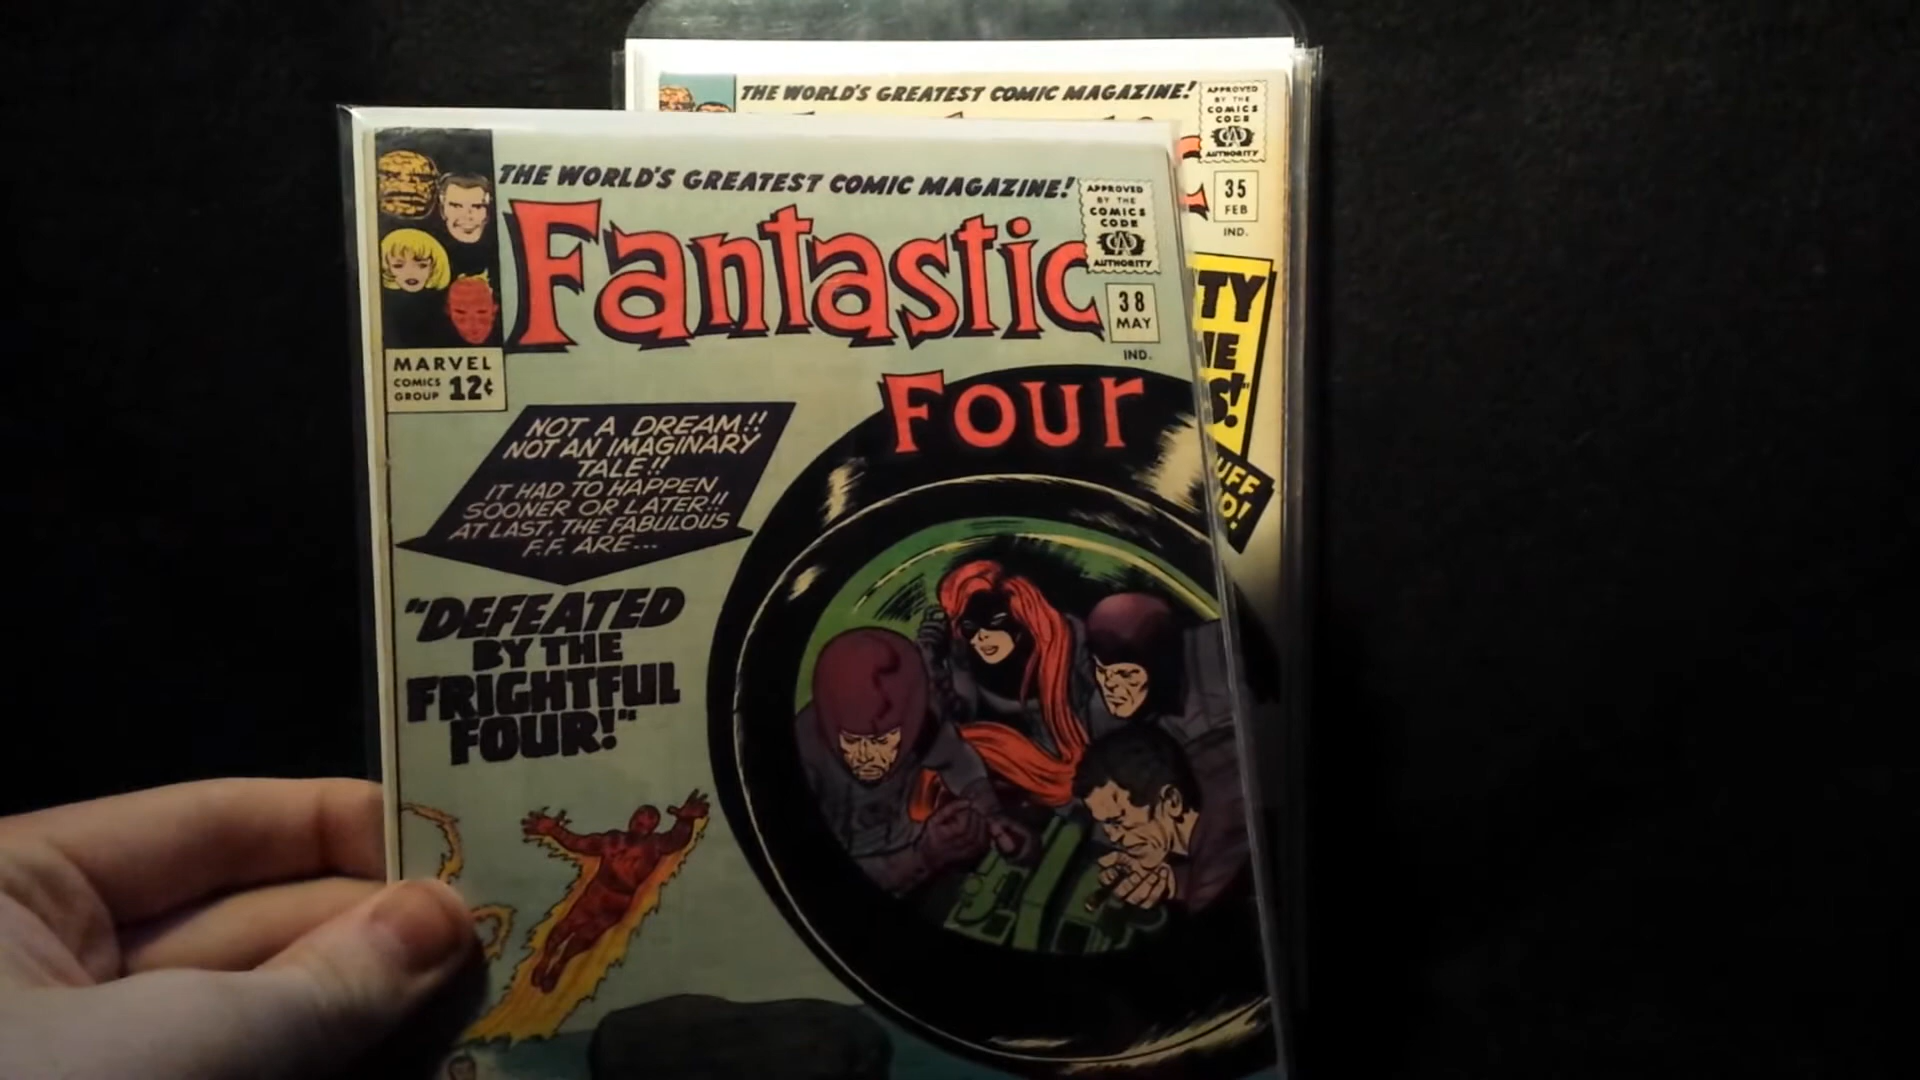 THE WORLD'S GREATEST COMIC MAGAZINE!
APPROVED
BY THE
COMICS
CODE
AUTHORITY
35
FEB
IND.
THE WORLD'S GREATEST COMIC MAGAZINE!
Fantastic
Four
APPROVED
BY THE
COMICS
CODE
CA
AUTHORITY
38
MAY
IND.
MARVEL
COMICS
GROUP 12¢
NOT A DREAM!!
NOT AN IMAGINARY
TALE!!
IT HAD TO HAPPEN
SOONER OR LATER!!
AT LAST, THE FABULOUS
F.F. ARE---
"DEFEATED
BY THE
FRIGHTFUL
FOUR!"